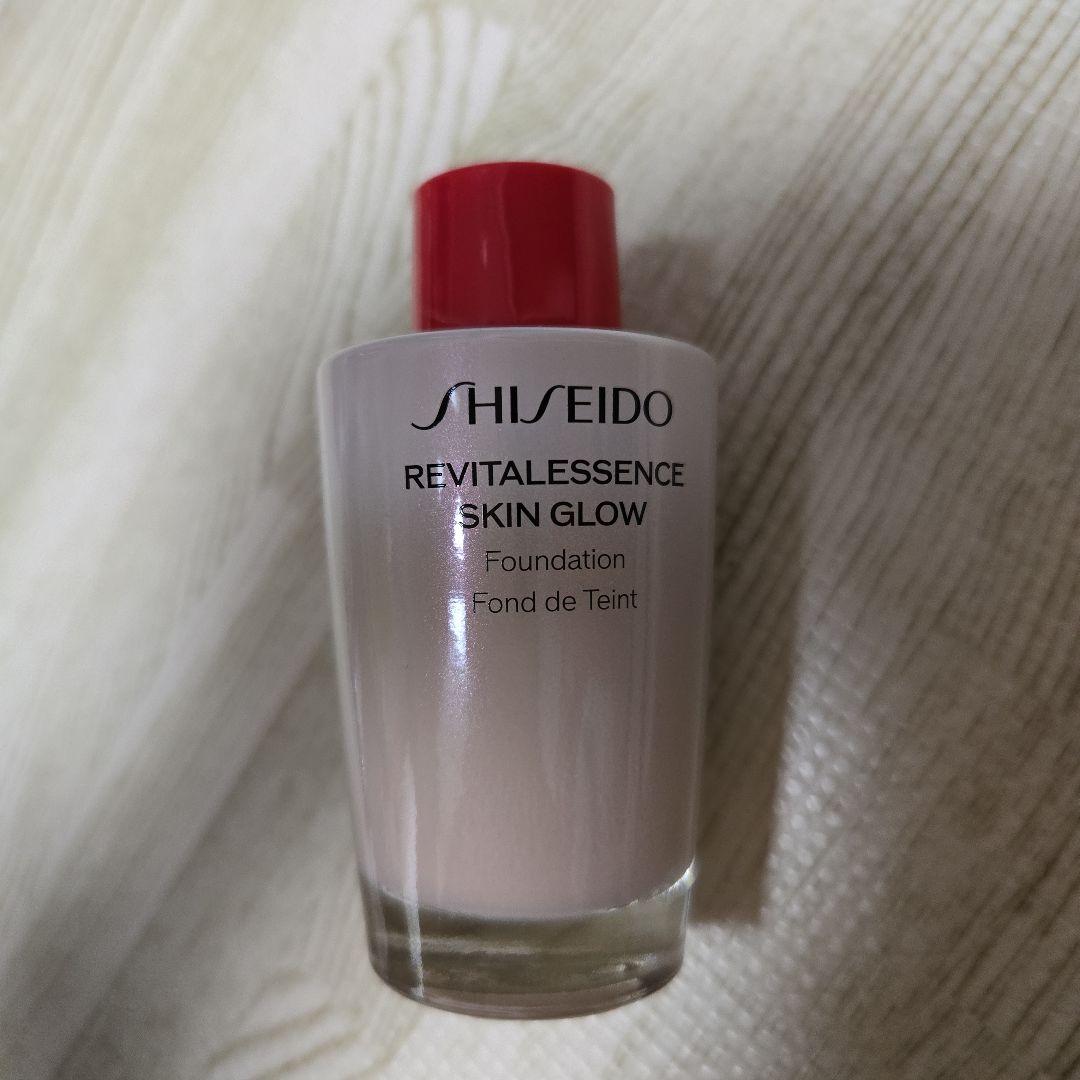 SHISEIDO
REVITALESSENCE
SKIN GLOW
Foundation
Fond de Teint